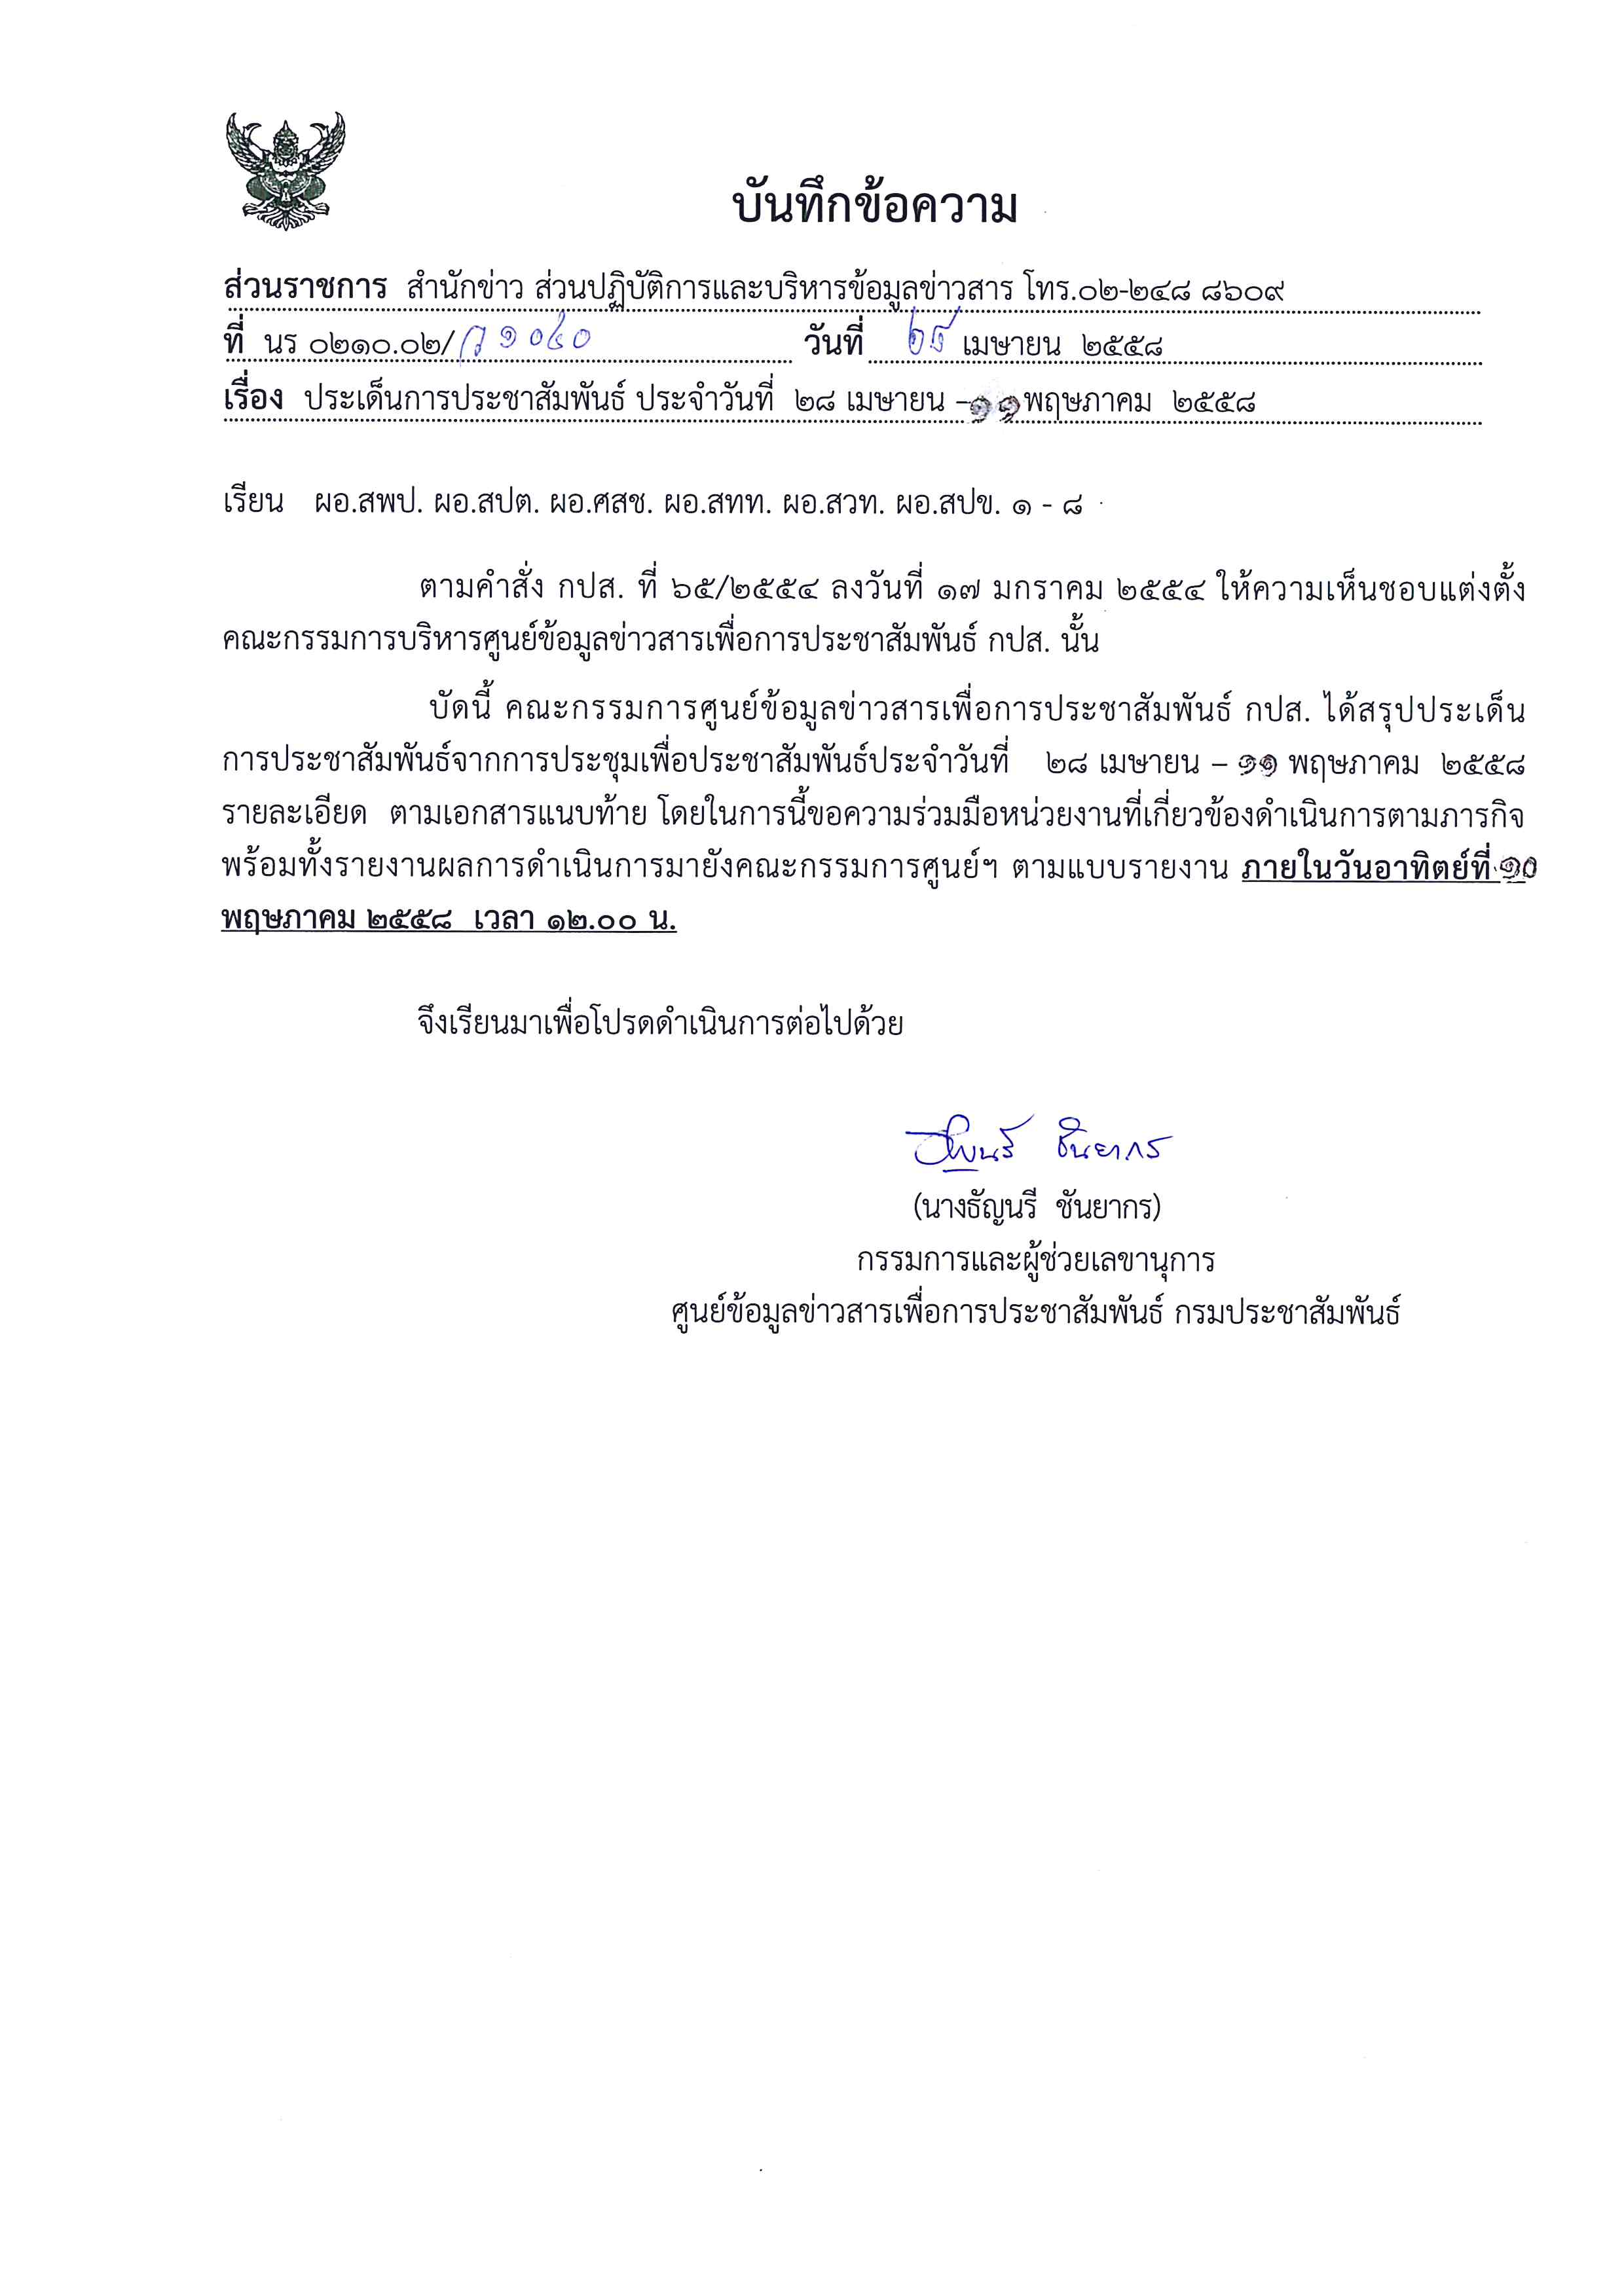 บันทึกข้อความ
ส่วนราชการ สำนักข่าว ส่วนปฏิบัติการและบริหารข้อมูลข่าวสาร โทร.๐๒-๒๔๘ ๘๖๐๙
ที่ นร ๐๒๑๐.๐๒/ วันที่ ๒๘ เมษายน ๒๕๕๘
เรื่อง ประเด็นการประชาสัมพันธ์ ประจำวันที่ ๒๘ เมษายน – ๑๑ พฤษภาคม ๒๕๕๘
เรียน ผอ.สพป. ผอ.สปต. ผอ.ศสช. ผอ.สทท. ผอ.สวท. ผอ.สปข. ๑ - ๘
ตามคำสั่ง กปส. ที่ ๖๕/๒๕๕๔ ลงวันที่ ๑๗ มกราคม ๒๕๕๔ ให้ความเห็นชอบแต่งตั้ง
คณะกรรมการบริหารศูนย์ข้อมูลข่าวสารเพื่อการประชาสัมพันธ์ กปส. นั้น
บัดนี้ คณะกรรมการศูนย์ข้อมูลข่าวสารเพื่อการประชาสัมพันธ์ กปส. ได้สรุปประเด็น
การประชาสัมพันธ์จากการประชุมเพื่อประชาสัมพันธ์ประจำวันที่ ๒๘ เมษายน – ๑๑ พฤษภาคม ๒๕๕๘
รายละเอียด ตามเอกสารแนบท้าย โดยในการนี้ขอความร่วมมือหน่วยงานที่เกี่ยวข้องดำเนินการตามภารกิจ
พร้อมทั้งรายงานผลการดำเนินการมายังคณะกรรมการศูนย์ฯ ตามแบบรายงาน ภายในวันอาทิตย์ที่ ๑๐
พฤษภาคม ๒๕๕๘ เวลา ๑๒.๐๐ น.
จึงเรียนมาเพื่อโปรดดำเนินการต่อไปด้วย
ชันยากร
(นางธัญนรี ชันยากร)
กรรมการและผู้ช่วยเลขานุการ
ศูนย์ข้อมูลข่าวสารเพื่อการประชาสัมพันธ์ กรมประชาสัมพันธ์